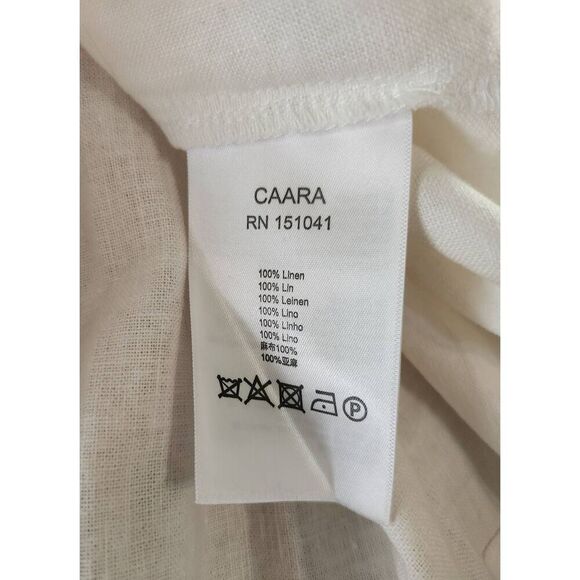 CAARA
RN 151041
100% Linen
100% Lin
100% Leinen
100% Lino
100% Linho
100% Lino
麻布100%
100%亚麻
P